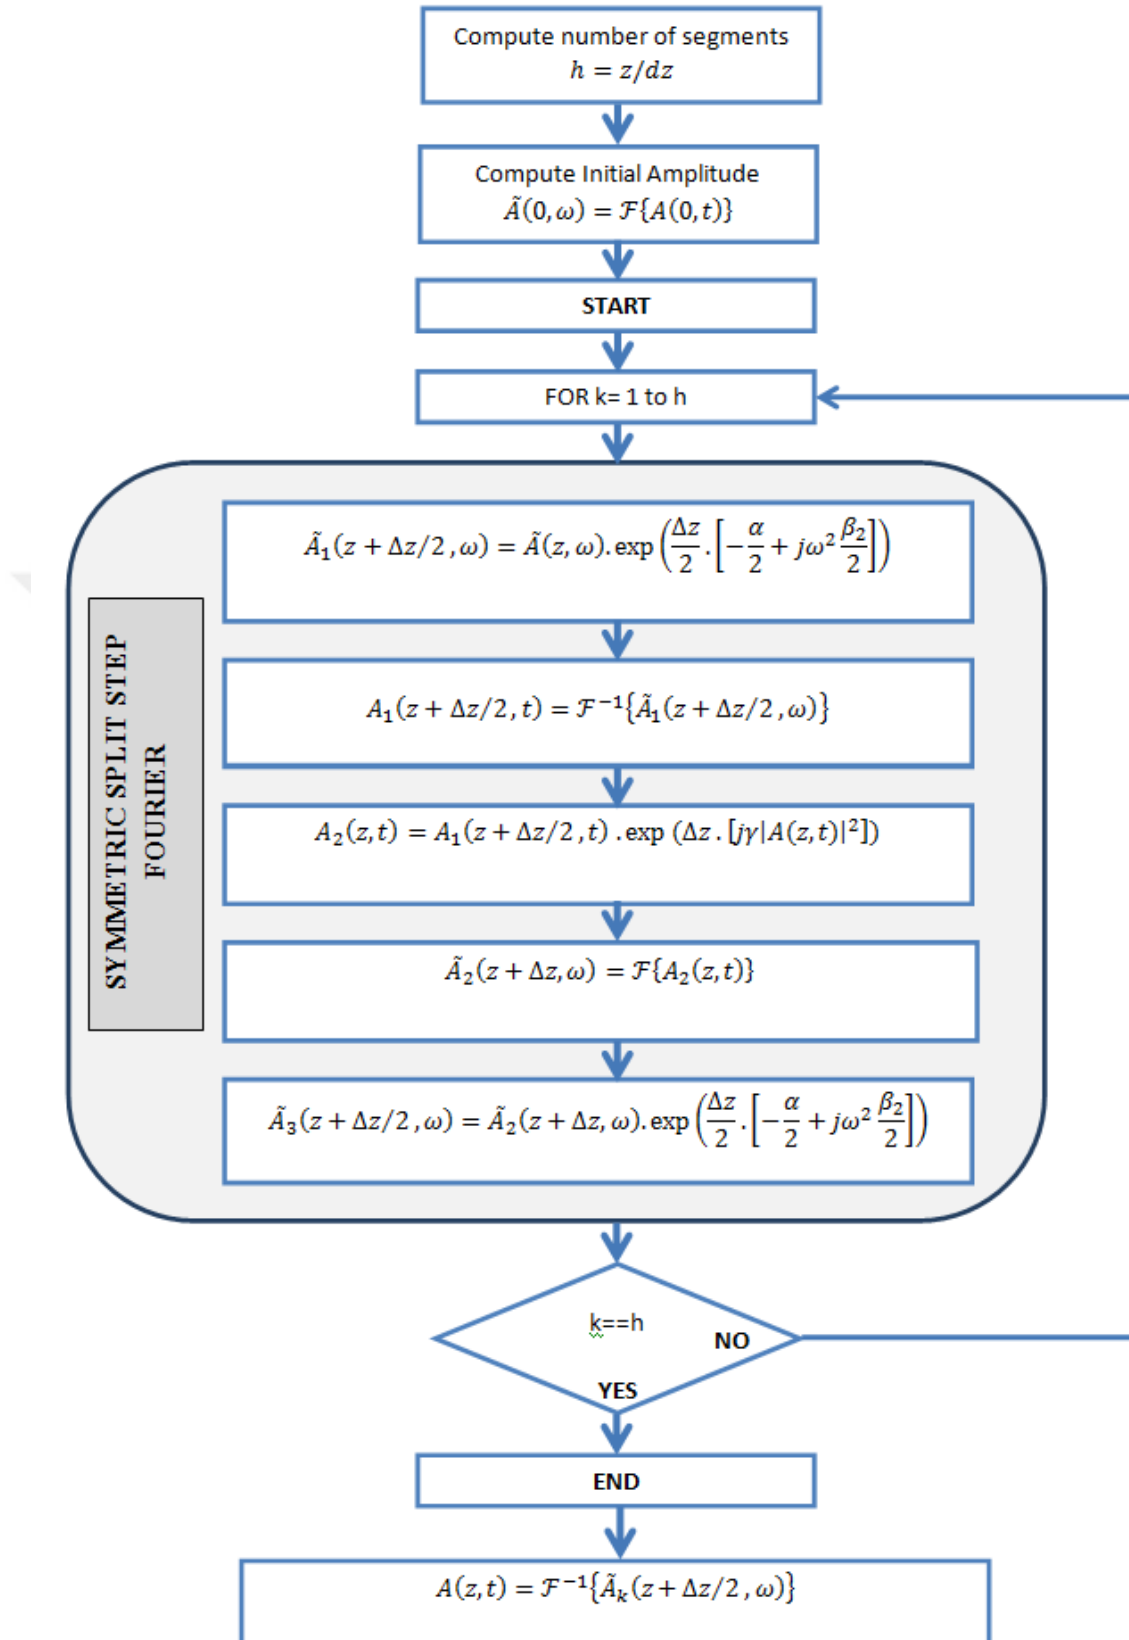 Compute number of segments
h = z/dz
Compute Initial Amplitude
Ã(0, ω) = ℱ{A(0, t)}
START
FOR k= 1 to h
SYMMETRIC SPLIT STEP
FOURIER
Ã₁(z + Δz/2 , ω) = Ã(z, ω). exp(Δz/2 . [−α/2 + jω² β₂/2])
A₁(z + Δz/2, t) = ℱ⁻¹{Ã₁(z + Δz/2 , ω)}
A₂(z, t) = A₁(z + Δz/2 , t) . exp (Δz . [jγ|A(z, t)|²])
Ã₂(z + Δz, ω) = ℱ{A₂(z, t)}
Ã₃(z + Δz/2 , ω) = Ã₂(z + Δz, ω). exp(Δz/2 . [−α/2 + jω² β₂/2])
k==h
NO
YES
END
A(z, t) = ℱ⁻¹{Ãₖ(z + Δz/2 , ω)}